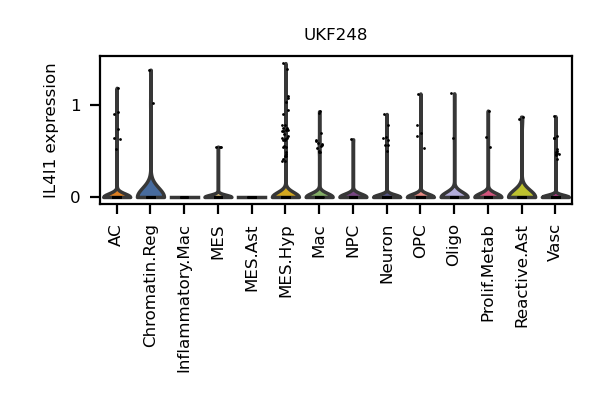 UKF248
IL4I1 expression
1
0
AC
Chromatin.Reg
Inflammatory.Mac
MES
MES.Ast
MES.Hyp
Mac
NPC
Neuron
OPC
Oligo
Prolif.Metab
Reactive.Ast
Vasc